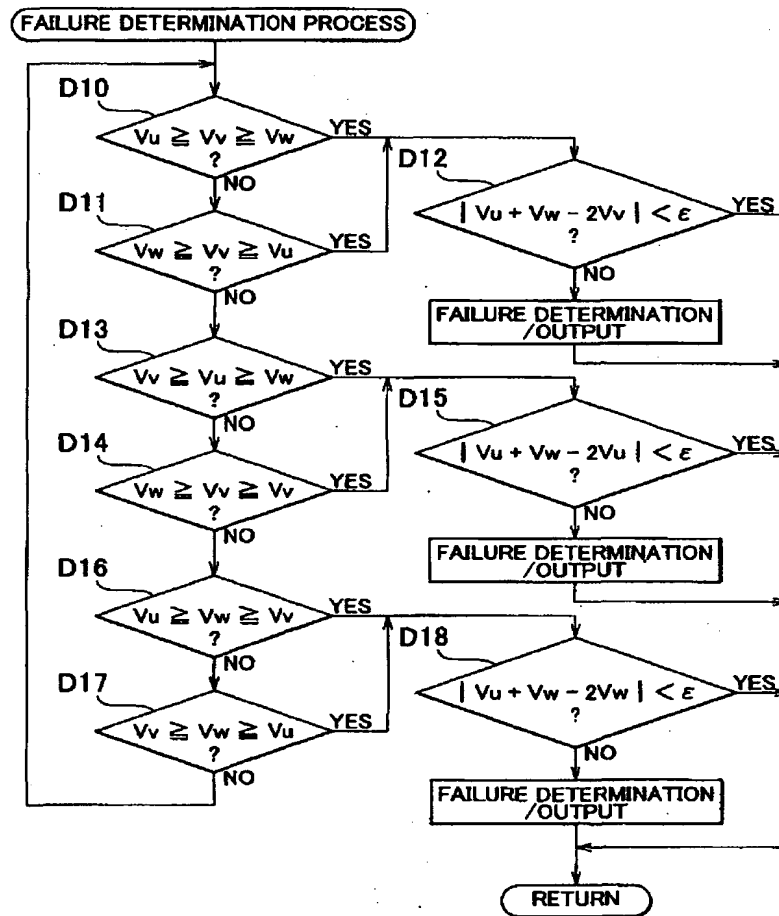 FAILURE DETERMINATION PROCESS
D10
Vu ≧ Vv ≧ Vw
?
YES
NO
D11
Vw ≧ Vv ≧ Vu
?
YES
NO
D12
| Vu + Vw - 2Vv | < ε
?
YES
NO
FAILURE DETERMINATION
/OUTPUT
D13
Vv ≧ Vu ≧ Vw
?
YES
NO
D14
Vw ≧ Vv ≧ Vv
?
YES
NO
D15
| Vu + Vw - 2Vu | < ε
?
YES
NO
FAILURE DETERMINATION
/OUTPUT
D16
Vu ≧ Vw ≧ Vv
?
YES
NO
D17
Vv ≧ Vw ≧ Vu
?
YES
NO
D18
| Vu + Vw - 2Vw | < ε
?
YES
NO
FAILURE DETERMINATION
/OUTPUT
RETURN